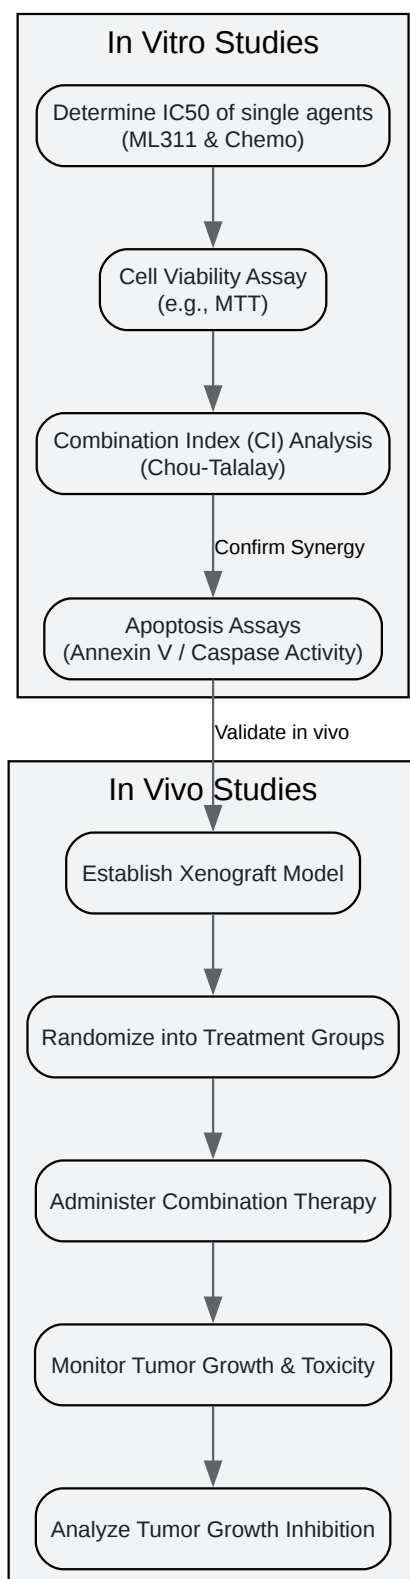 In Vitro Studies
Determine IC50 of single agents
(ML311 & Chemo)
Cell Viability Assay
(e.g., MTT)
Combination Index (CI) Analysis
(Chou-Talalay)
Confirm Synergy
Apoptosis Assays
(Annexin V / Caspase Activity)
Validate in vivo
In Vivo Studies
Establish Xenograft Model
Randomize into Treatment Groups
Administer Combination Therapy
Monitor Tumor Growth & Toxicity
Analyze Tumor Growth Inhibition